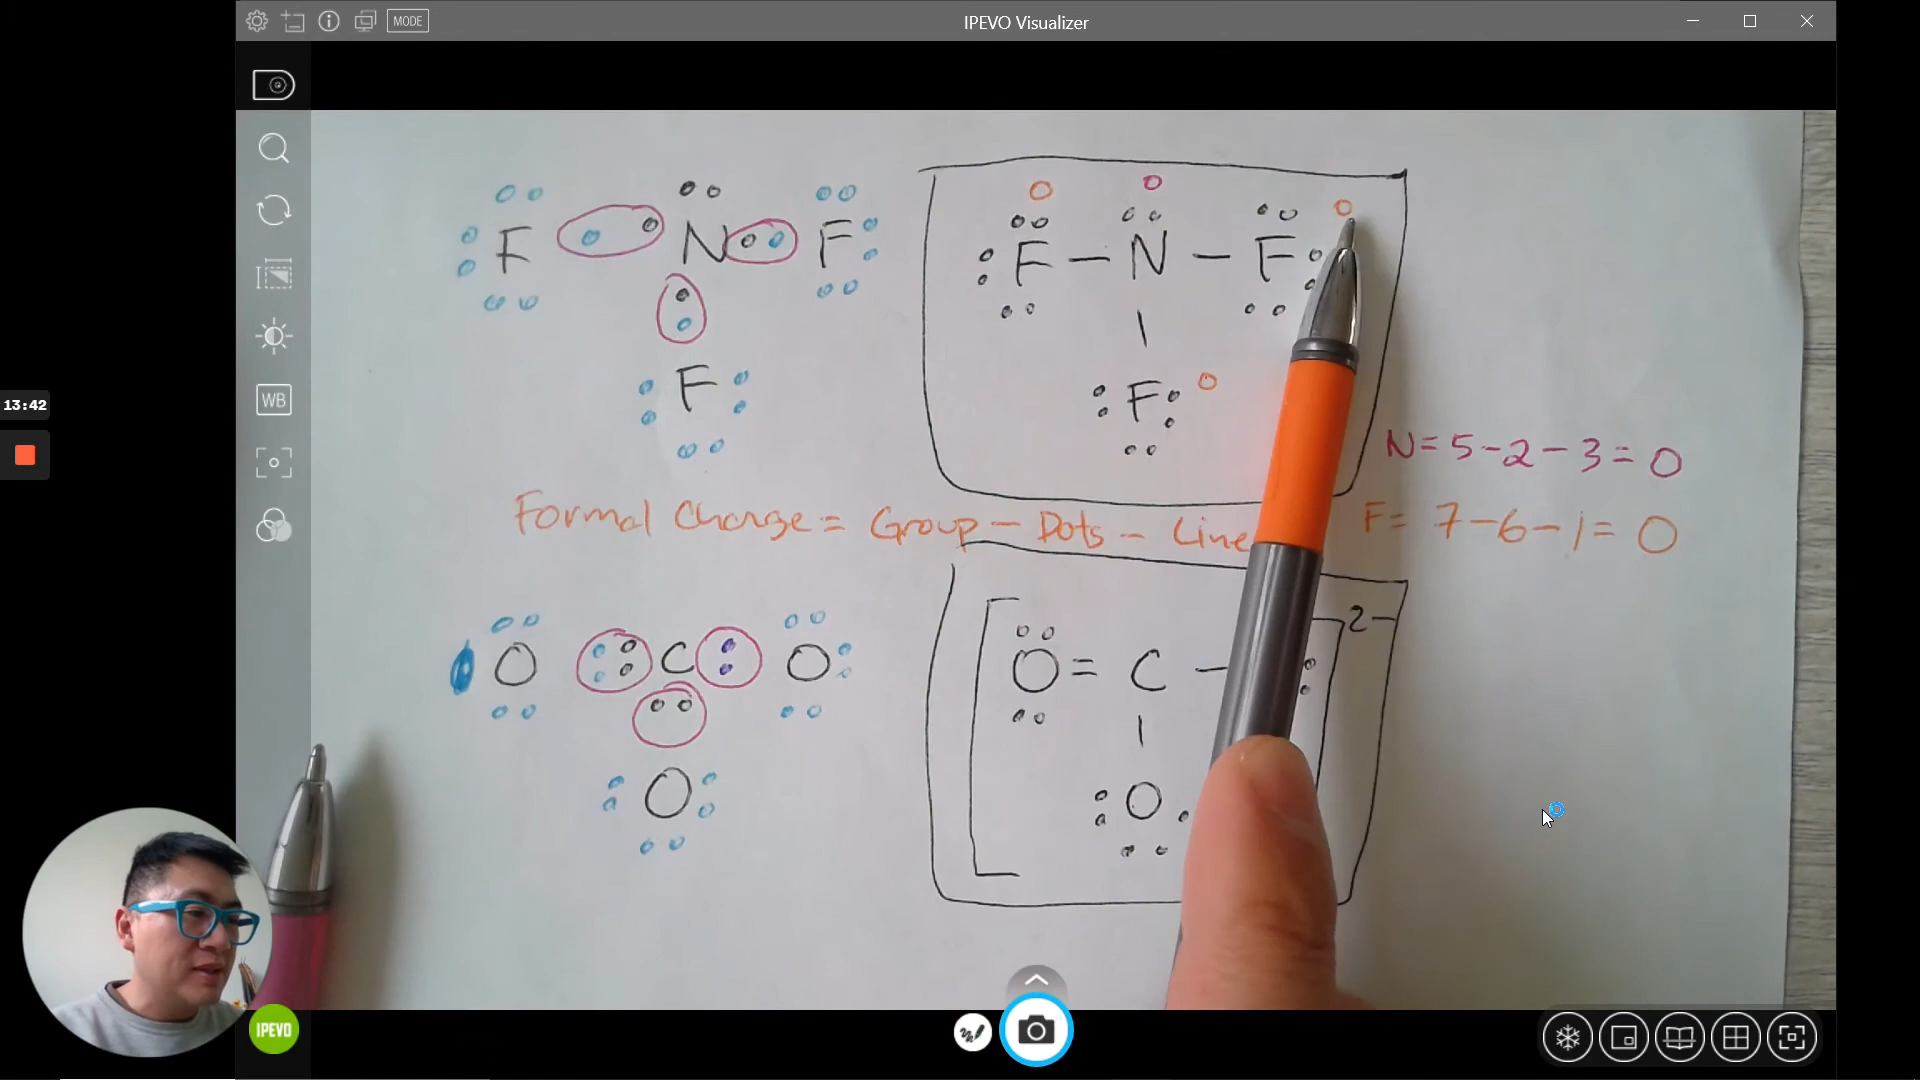 MODE
IPEVO Visualizer
WB
13:42
F N F
F
F – N – F
F
N = 5 – 2 – 3 = 0
Formal Charge = Group – Dots – Line
F = 7 – 6 – 1 = 0
O C O
O
O = C –
O
2–
IPEVO